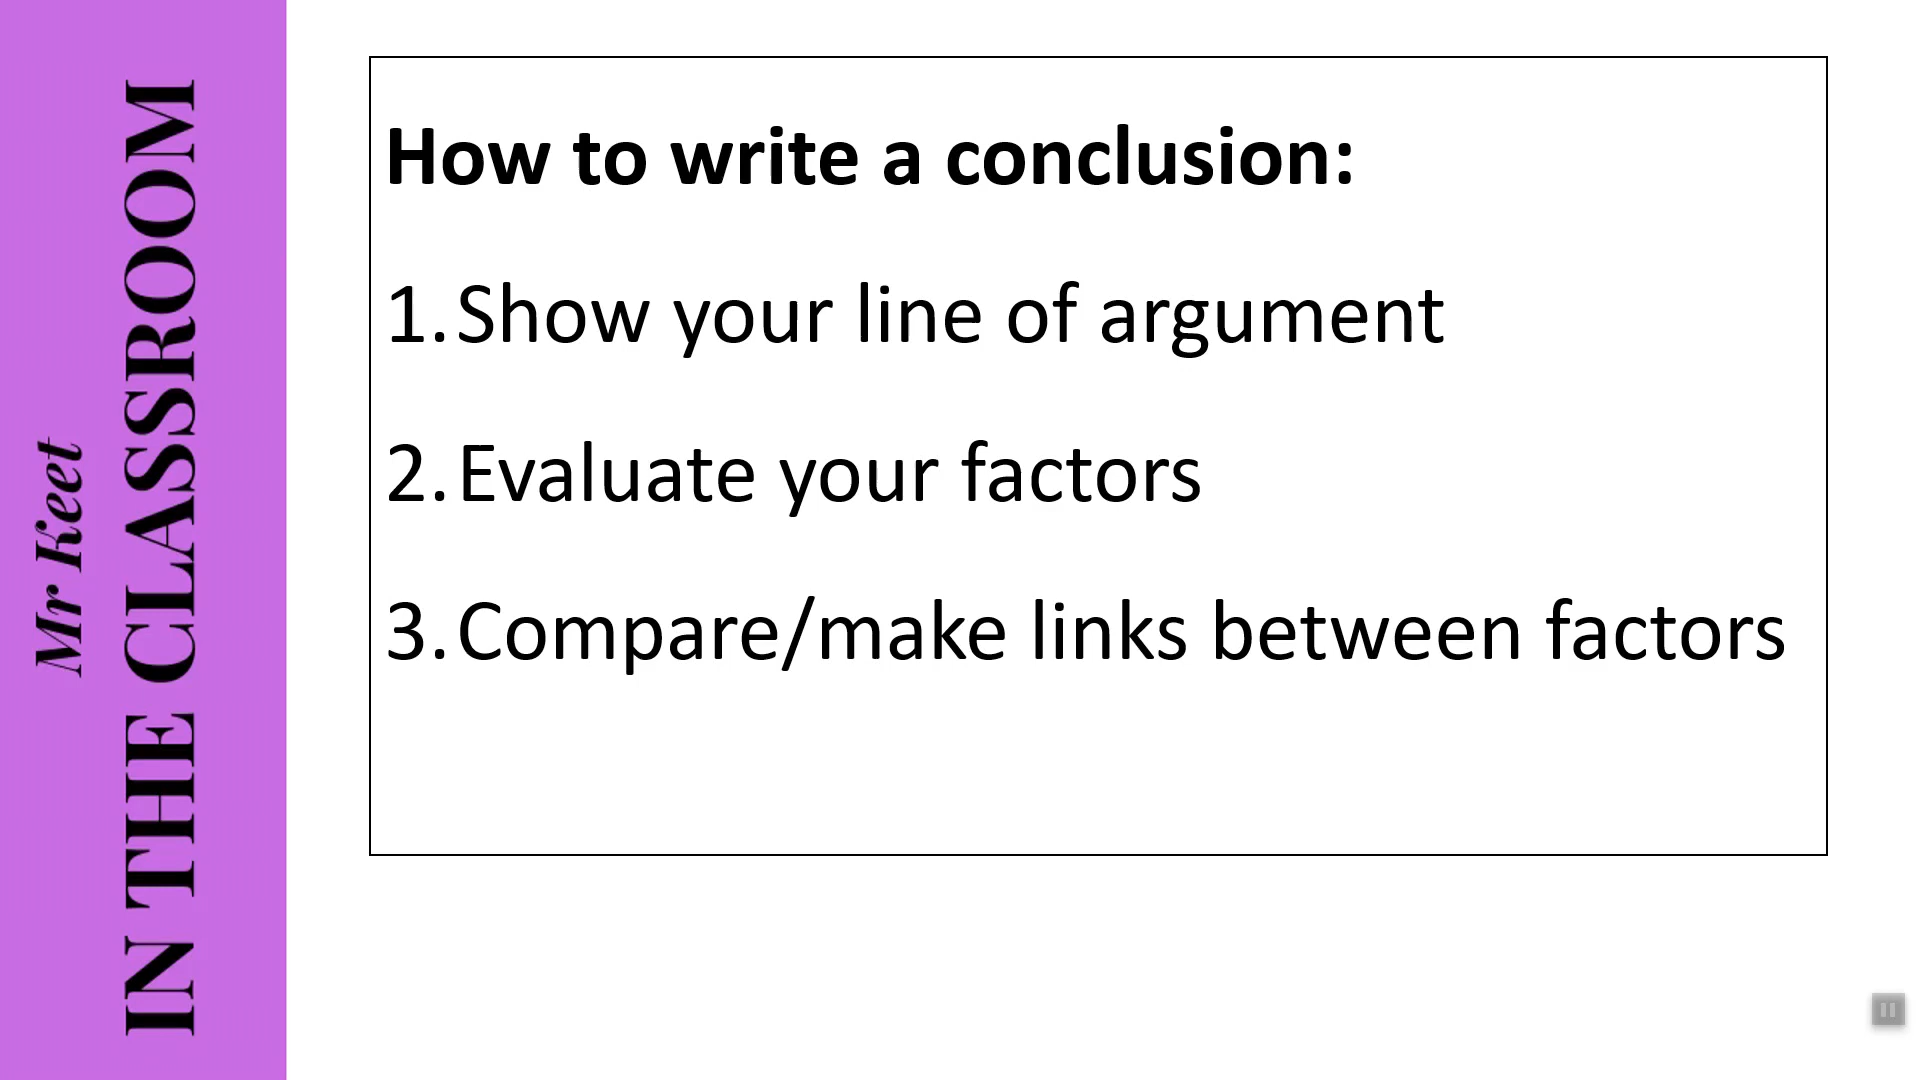 Mr Keet
IN THE CLASSROOM
How to write a conclusion:
1. Show your line of argument
2. Evaluate your factors
3. Compare/make links between factors